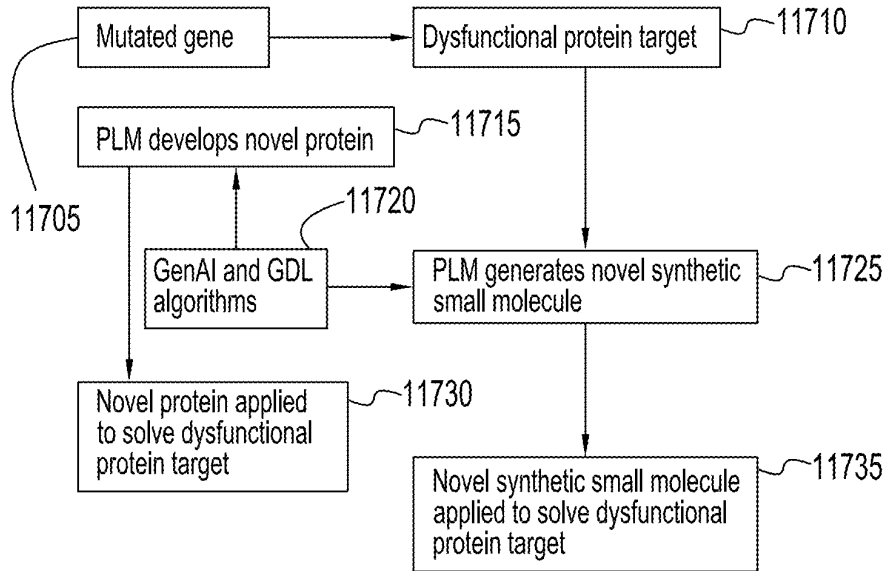 Mutated gene
Dysfunctional protein target
11710
PLM develops novel protein
11715
11705
11720
GenAI and GDL
algorithms
PLM generates novel synthetic
small molecule
11725
Novel protein applied
to solve dysfunctional
protein target
11730
Novel synthetic small molecule
applied to solve dysfunctional
protein target
11735